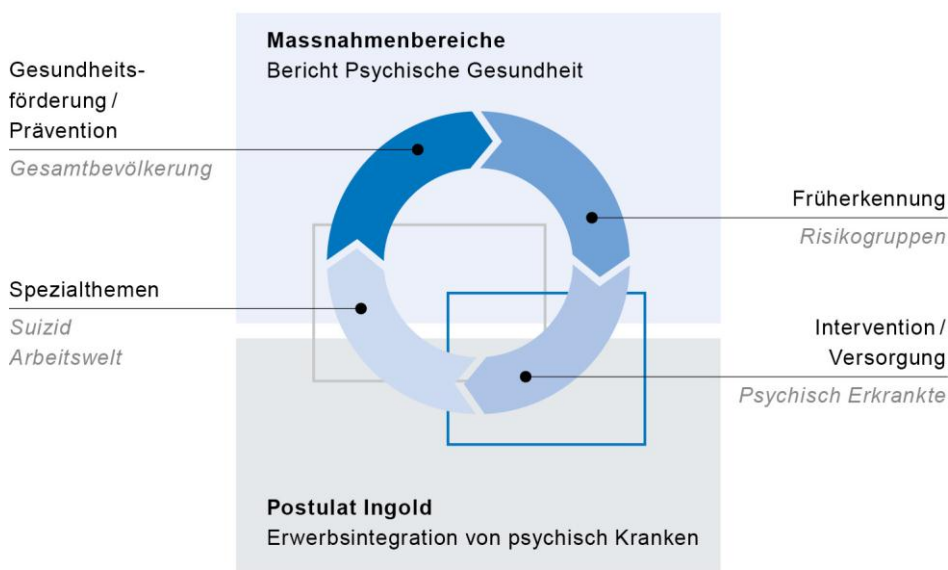 Massnahmenbereiche
Bericht Psychische Gesundheit
Gesundheits-
förderung /
Prävention
Gesamtbevölkerung
Früherkennung
Risikogruppen
Spezialthemen
Suizid
Arbeitswelt
Intervention /
Versorgung
Psychisch Erkrankte
Postulat Ingold
Erwerbsintegration von psychisch Kranken